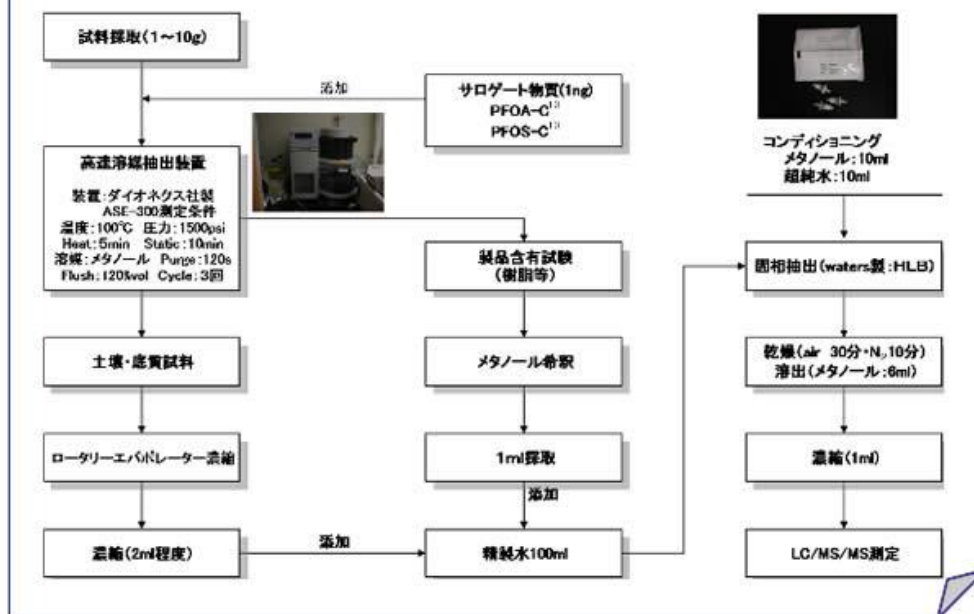 試料採取(1～10g)
添加
サロゲート物質(1ng)
PFOA-C¹³
PFOS-C¹³
高速溶媒抽出装置
装置:ダイオネクス社製
ASE-300測定条件
温度:100℃ 圧力:1500psi
Heat:5min Static:10min
溶媒:メタノール Purge:120s
Flush:120%vol Cycle:3回
土壌・底質試料
ロータリーエバポレーター濃縮
濃縮(2ml程度)
添加
製品含有試験
(樹脂等)
メタノール希釈
1ml採取
添加
精製水100ml
コンディショニング
メタノール:10ml
超純水:10ml
固相抽出(waters製:HLB)
乾燥(air 30分・N₂10分)
溶出(メタノール:6ml)
濃縮(1ml)
LC/MS/MS測定